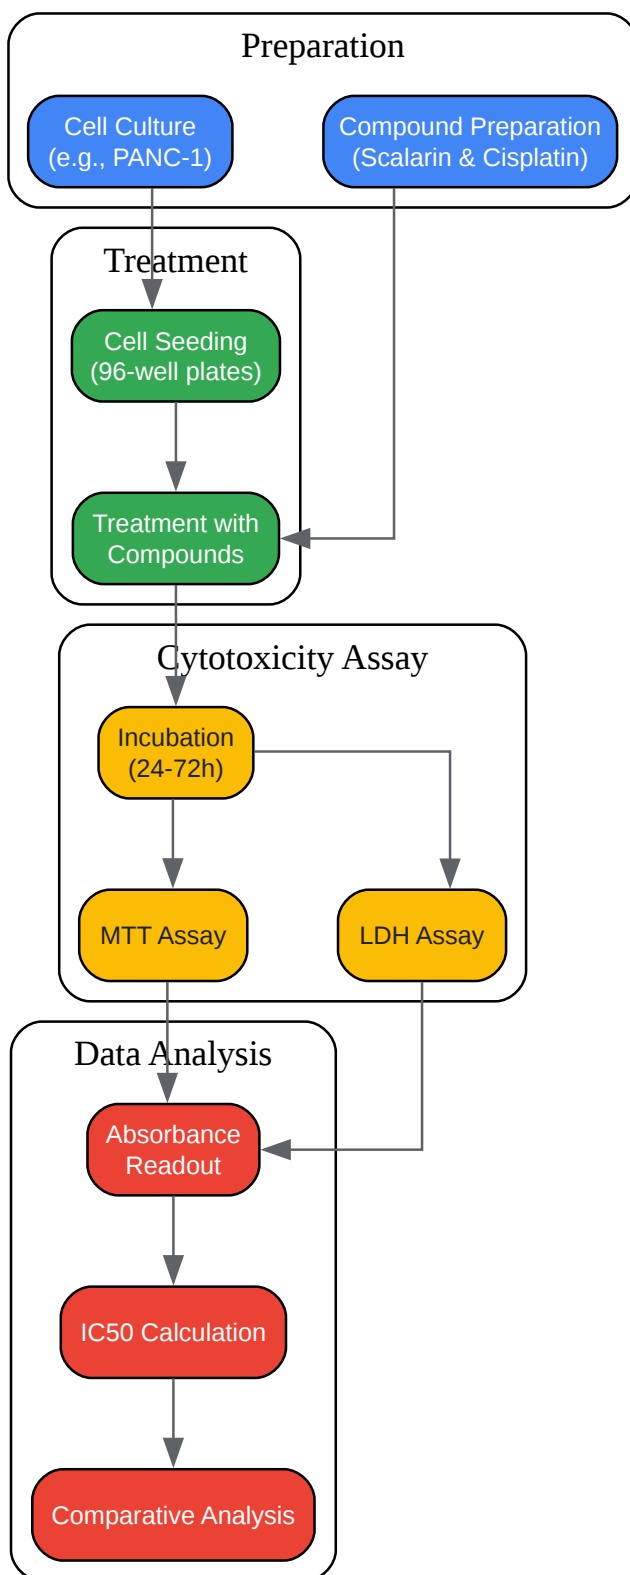 Preparation
Cell Culture
(e.g., PANC-1)
Compound Preparation
(Scalarin & Cisplatin)
Treatment
Cell Seeding
(96-well plates)
Treatment with
Compounds
Cytotoxicity Assay
Incubation
(24-72h)
MTT Assay
LDH Assay
Data Analysis
Absorbance
Readout
IC50 Calculation
Comparative Analysis